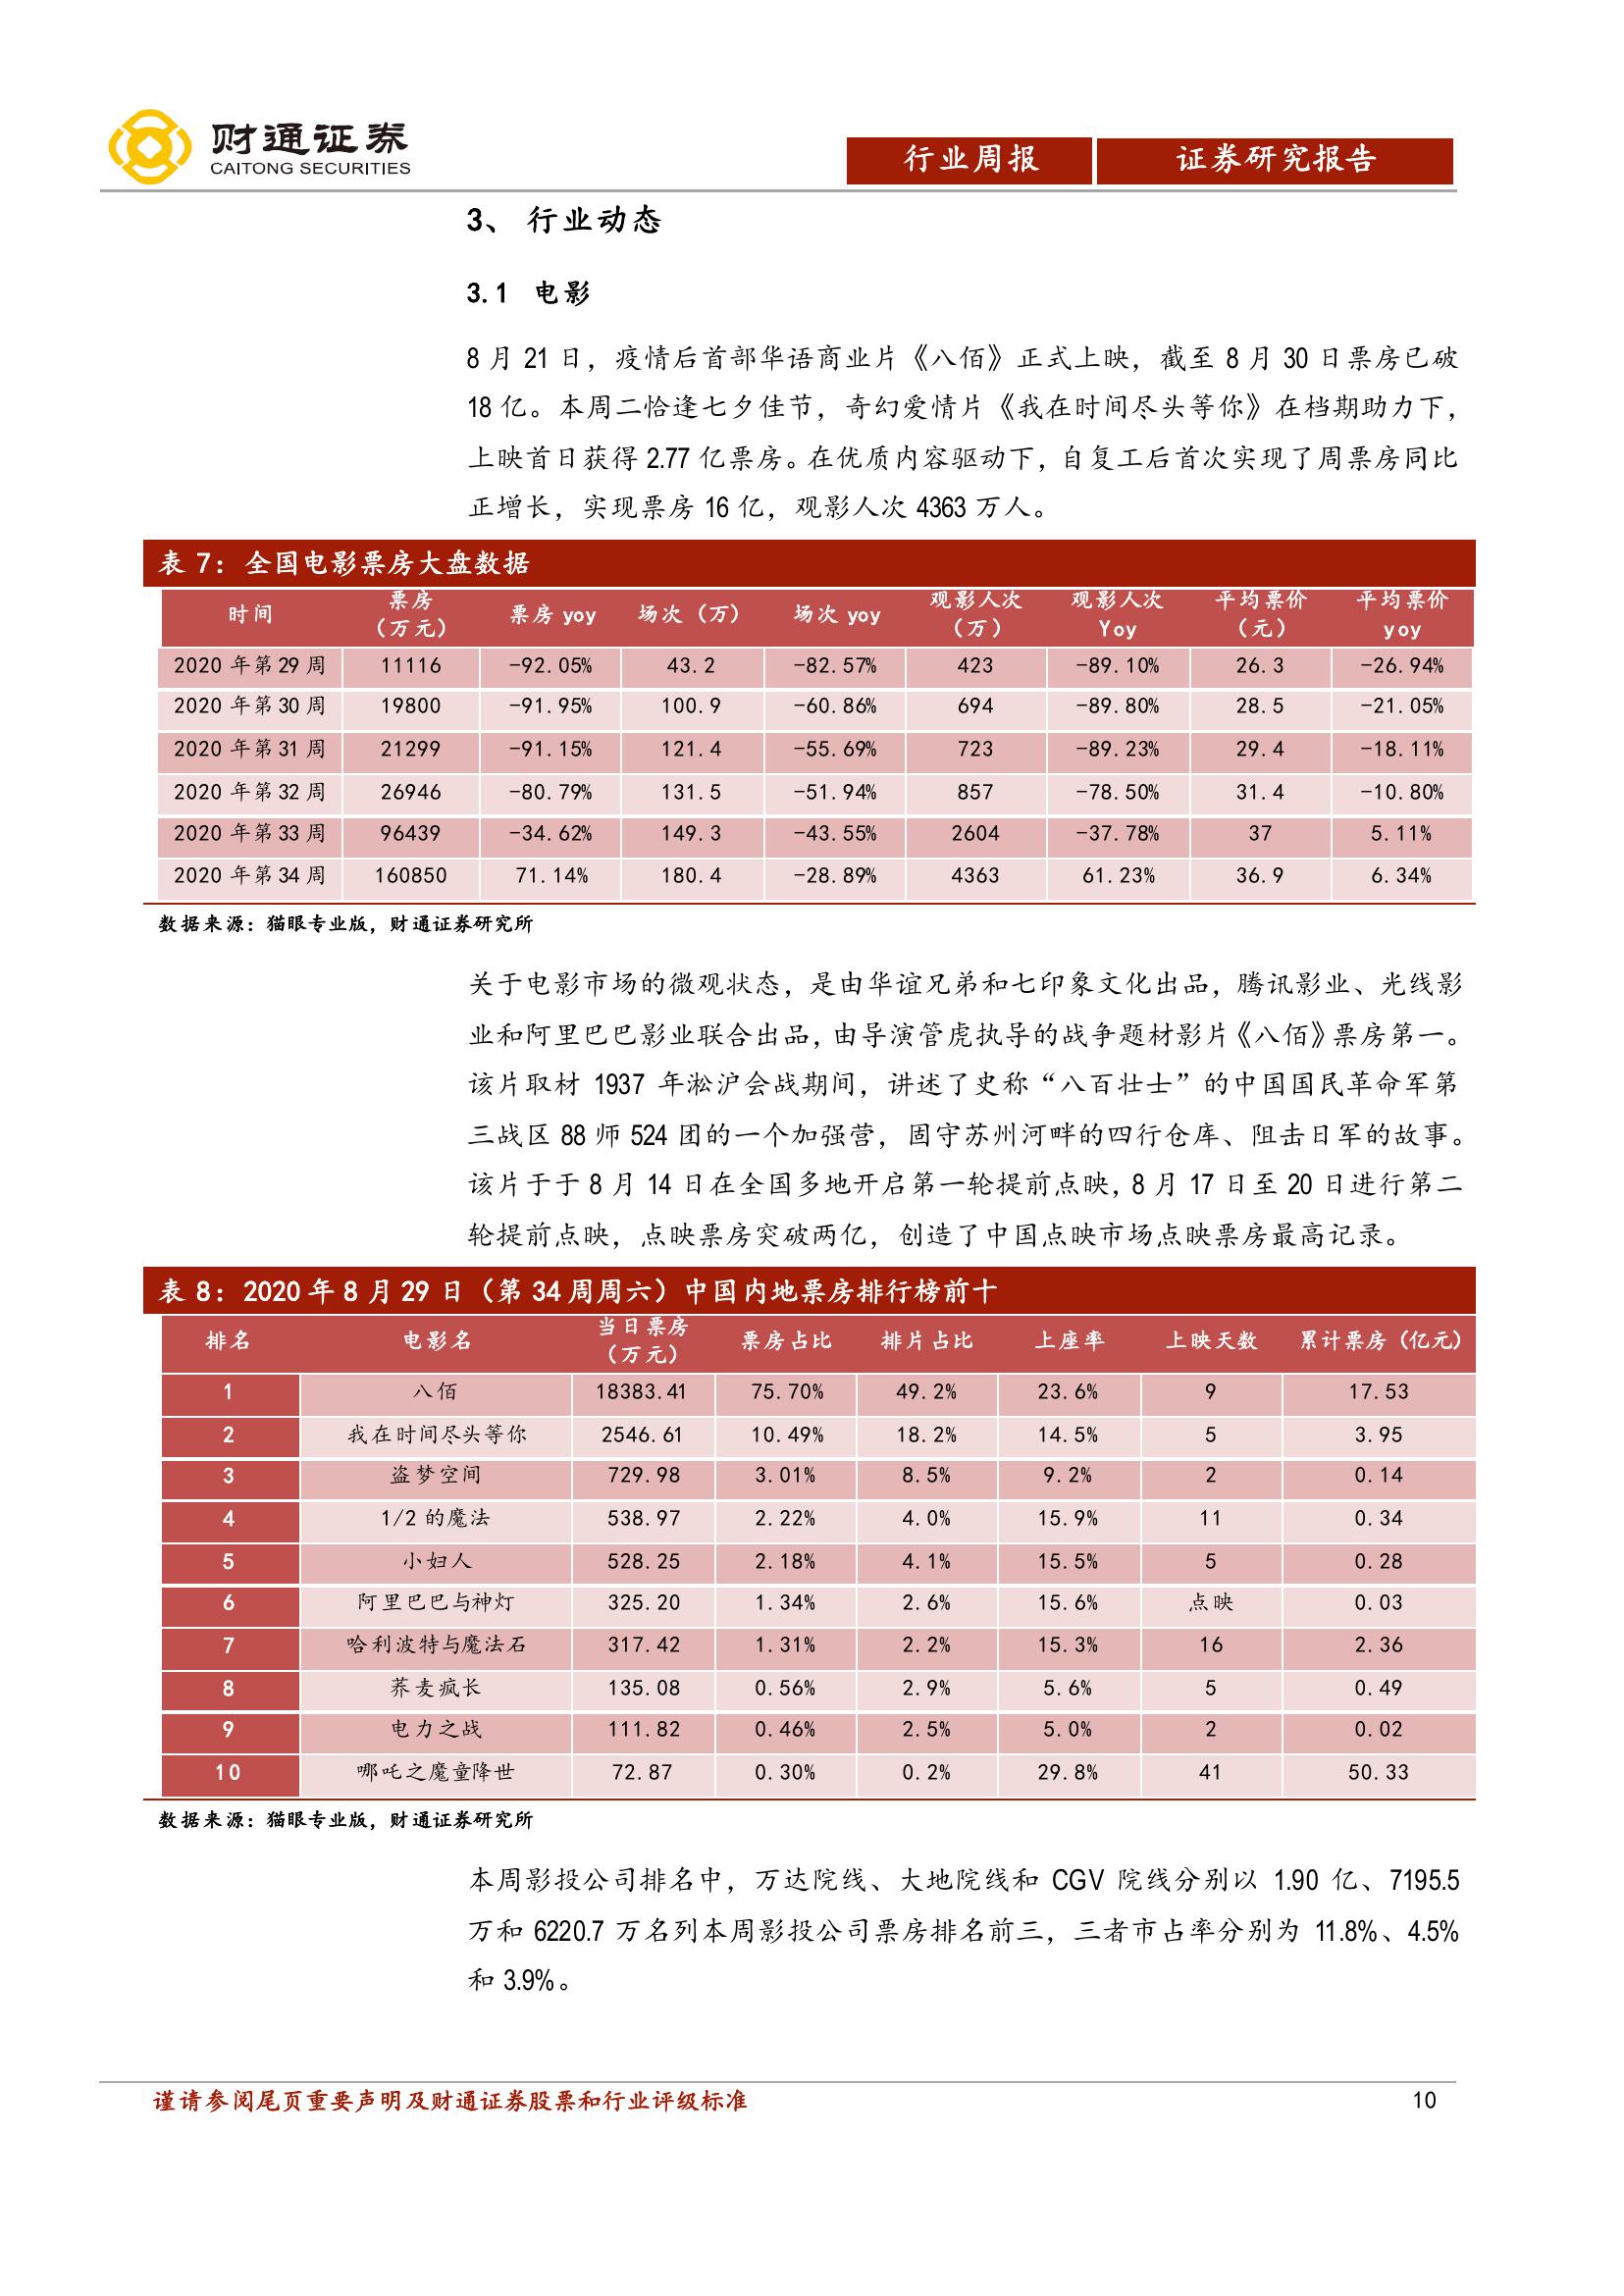 财通证券
CAITONG SECURITIES
行业周报 证券研究报告
3、 行业动态
3.1 电影
8 月 21 日，疫情后首部华语商业片《八佰》正式上映，截至 8 月 30 日票房已破
18 亿。本周二恰逢七夕佳节，奇幻爱情片《我在时间尽头等你》在档期助力下，
上映首日获得 2.77 亿票房。在优质内容驱动下，自复工后首次实现了周票房同比
正增长，实现票房 16 亿，观影人次 4363 万人。
表 7：全国电影票房大盘数据
时间 票房（万元） 票房 yoy 场次（万） 场次 yoy 观影人次（万） 观影人次 Yoy 平均票价（元） 平均票价 yoy
2020 年第 29 周 11116 -92.05% 43.2 -82.57% 423 -89.10% 26.3 -26.94%
2020 年第 30 周 19800 -91.95% 100.9 -60.86% 694 -89.80% 28.5 -21.05%
2020 年第 31 周 21299 -91.15% 121.4 -55.69% 723 -89.23% 29.4 -18.11%
2020 年第 32 周 26946 -80.79% 131.5 -51.94% 857 -78.50% 31.4 -10.80%
2020 年第 33 周 96439 -34.62% 149.3 -43.55% 2604 -37.78% 37 5.11%
2020 年第 34 周 160850 71.14% 180.4 -28.89% 4363 61.23% 36.9 6.34%
数据来源：猫眼专业版，财通证券研究所
关于电影市场的微观状态，是由华谊兄弟和七印象文化出品，腾讯影业、光线影
业和阿里巴巴影业联合出品，由导演管虎执导的战争题材影片《八佰》票房第一。
该片取材 1937 年淞沪会战期间，讲述了史称“八百壮士”的中国国民革命军第
三战区 88 师 524 团的一个加强营，固守苏州河畔的四行仓库、阻击日军的故事。
该片于于 8 月 14 日在全国多地开启第一轮提前点映，8 月 17 日至 20 日进行第二
轮提前点映，点映票房突破两亿，创造了中国点映市场点映票房最高记录。
表 8：2020 年 8 月 29 日（第 34 周周六）中国内地票房排行榜前十
排名 电影名 当日票房（万元） 票房占比 排片占比 上座率 上映天数 累计票房（亿元）
1 八佰 18383.41 75.70% 49.2% 23.6% 9 17.53
2 我在时间尽头等你 2546.61 10.49% 18.2% 14.5% 5 3.95
3 盗梦空间 729.98 3.01% 8.5% 9.2% 2 0.14
4 1/2 的魔法 538.97 2.22% 4.0% 15.9% 11 0.34
5 小妇人 528.25 2.18% 4.1% 15.5% 5 0.28
6 阿里巴巴与神灯 325.20 1.34% 2.6% 15.6% 点映 0.03
7 哈利波特与魔法石 317.42 1.31% 2.2% 15.3% 16 2.36
8 荞麦疯长 135.08 0.56% 2.9% 5.6% 5 0.49
9 电力之战 111.82 0.46% 2.5% 5.0% 2 0.02
10 哪吒之魔童降世 72.87 0.30% 0.2% 29.8% 41 50.33
数据来源：猫眼专业版，财通证券研究所
本周影投公司排名中，万达院线、大地院线和 CGV 院线分别以 1.90 亿、7195.5
万和 6220.7 万名列本周影投公司票房排名前三，三者市占率分别为 11.8%、4.5%
和 3.9%。
谨请参阅尾页重要声明及财通证券股票和行业评级标准 10